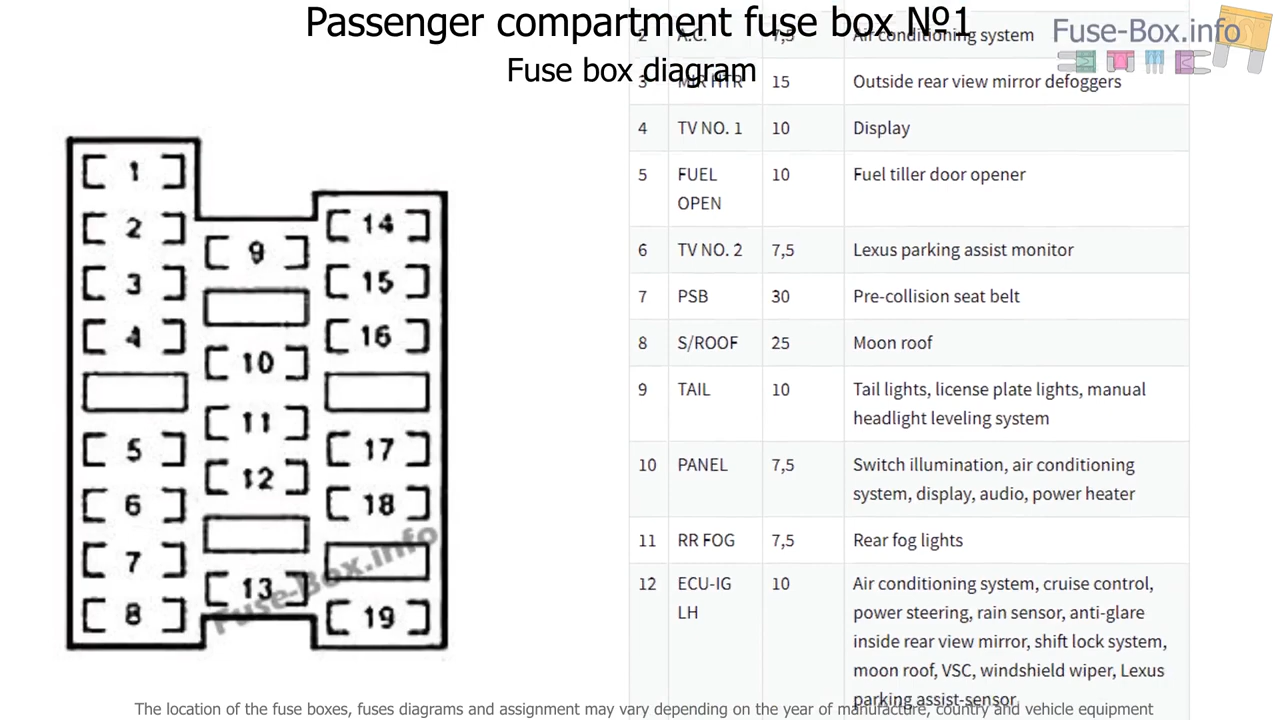 Passenger compartment fuse box №1
Fuse box diagram
Fuse-Box.info
2 A.C. 7,5 Air conditioning system
3 MIR HTR 15 Outside rear view mirror defoggers
4 TV NO. 1 10 Display
5 FUEL OPEN 10 Fuel tiller door opener
6 TV NO. 2 7,5 Lexus parking assist monitor
7 PSB 30 Pre-collision seat belt
8 S/ROOF 25 Moon roof
9 TAIL 10 Tail lights, license plate lights, manual
headlight leveling system
10 PANEL 7,5 Switch illumination, air conditioning
system, display, audio, power heater
11 RR FOG 7,5 Rear fog lights
12 ECU-IG LH 10 Air conditioning system, cruise control,
power steering, rain sensor, anti-glare
inside rear view mirror, shift lock system,
moon roof, VSC, windshield wiper, Lexus
parking assist-sensor
1
2
3
4
5
6
7
8
9
10
11
12
13
14
15
16
17
18
19
Fuse-Box.info
The location of the fuse boxes, fuses diagrams and assignment may vary depending on the year of manufacture, country and vehicle equipment